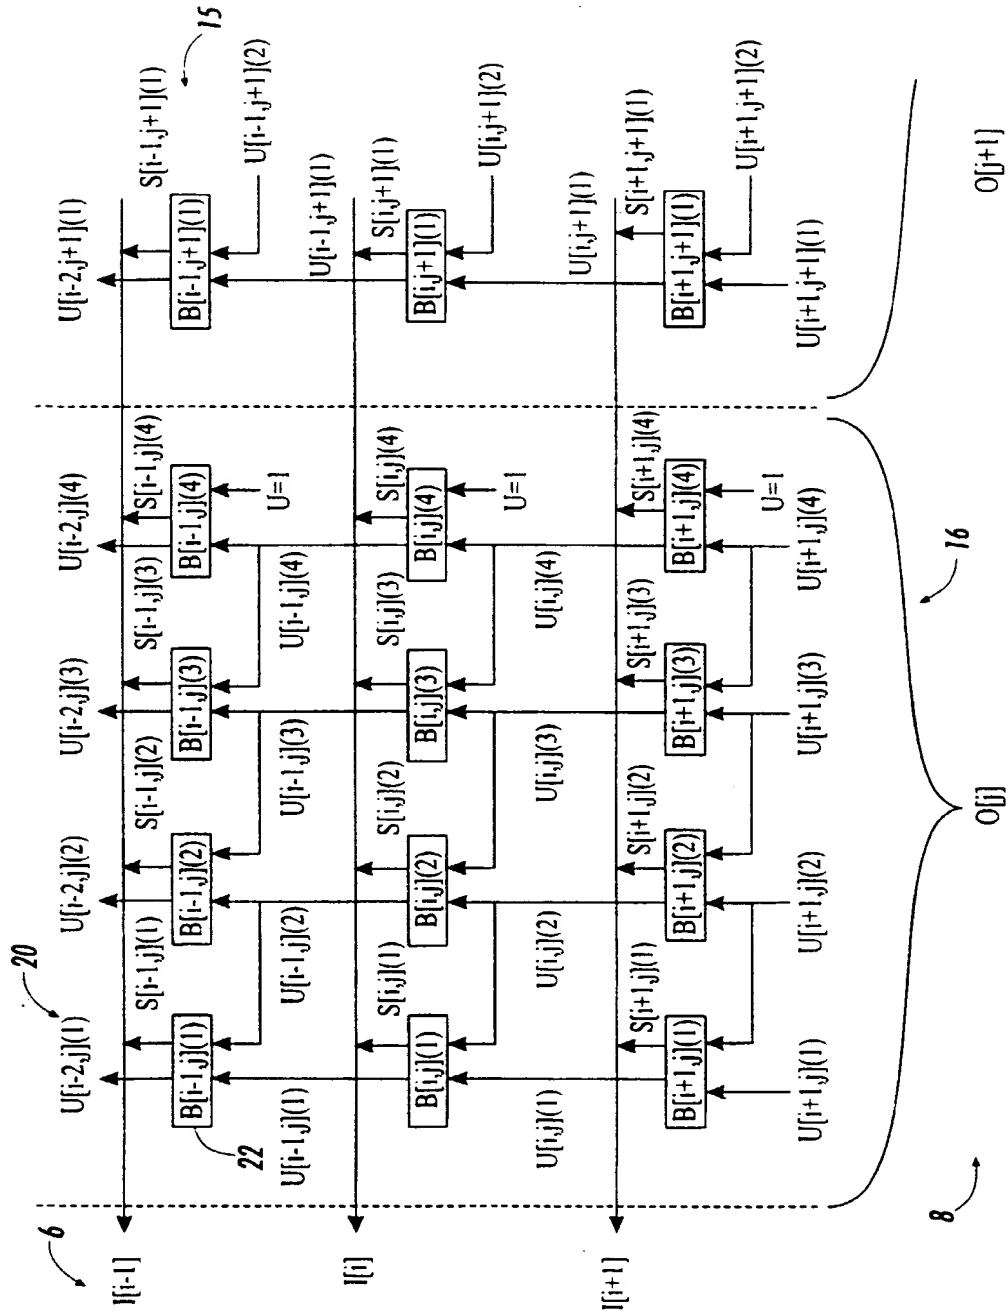 20
6
U[i-2,j](1)
U[i-2,j](2)
U[i-2,j](3)
U[i-2,j](4)
U[i-2,j+1](1)
I[i-1]
S[i-1,j](1)
S[i-1,j](2)
S[i-1,j](3)
S[i-1,j](4)
S[i-1,j+1](1)
15
B[i-1,j](1)
B[i-1,j](2)
B[i-1,j](3)
B[i-1,j](4)
B[i-1,j+1](1)
22
U[i-1,j+1](2)
U=1
U[i-1,j](1)
U[i-1,j](2)
U[i-1,j](3)
U[i-1,j](4)
U[i-1,j+1](1)
I[i]
S[i,j](1)
S[i,j](2)
S[i,j](3)
S[i,j](4)
S[i,j+1](1)
B[i,j](1)
B[i,j](2)
B[i,j](3)
B[i,j](4)
B[i,j+1](1)
U[i,j+1](2)
U=1
U[i,j](1)
U[i,j](2)
U[i,j](3)
U[i,j](4)
U[i,j+1](1)
I[i+1]
S[i+1,j](1)
S[i+1,j](2)
S[i+1,j](3)
S[i+1,j](4)
S[i+1,j+1](1)
B[i+1,j](1)
B[i+1,j](2)
B[i+1,j](3)
B[i+1,j](4)
B[i+1,j+1](1)
U[i+1,j+1](2)
U=1
U[i+1,j](1)
U[i+1,j](2)
U[i+1,j](3)
U[i+1,j](4)
U[i+1,j+1](1)
8
16
O[j]
O[j+1]